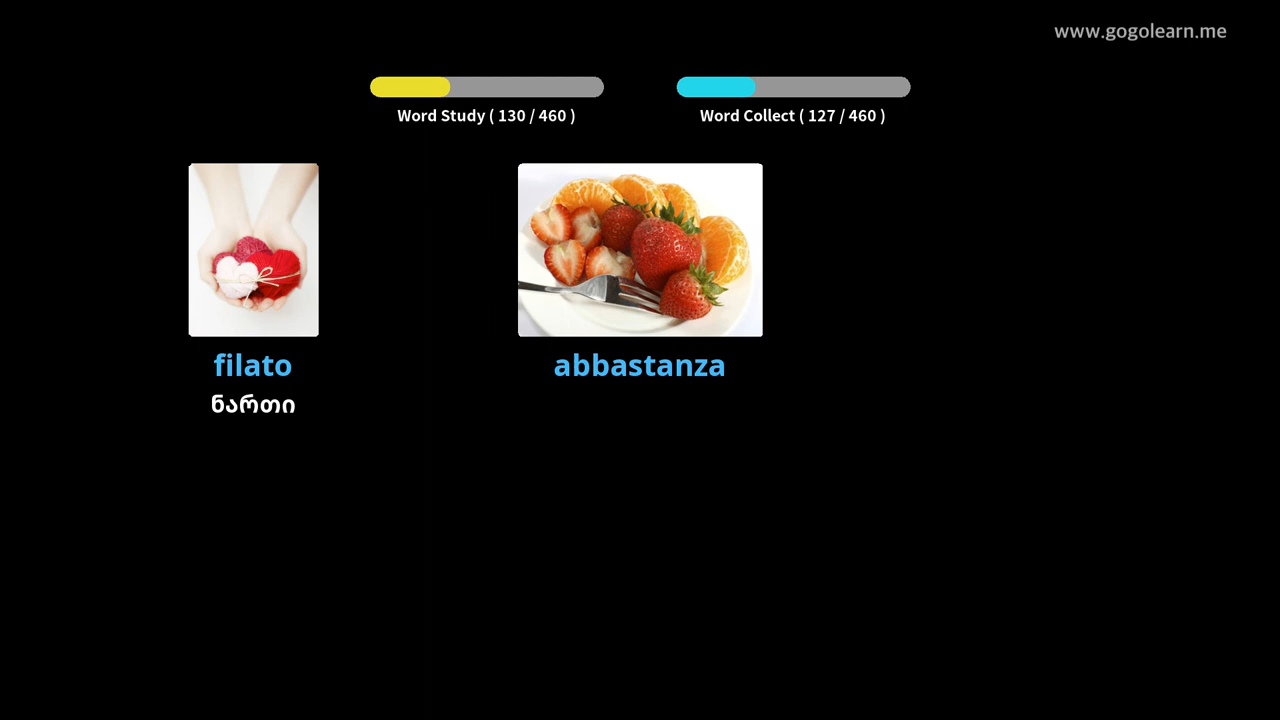 www.gogolearn.me
Word Study ( 130 / 460 )
Word Collect ( 127 / 460 )
filato
ნართი
abbastanza